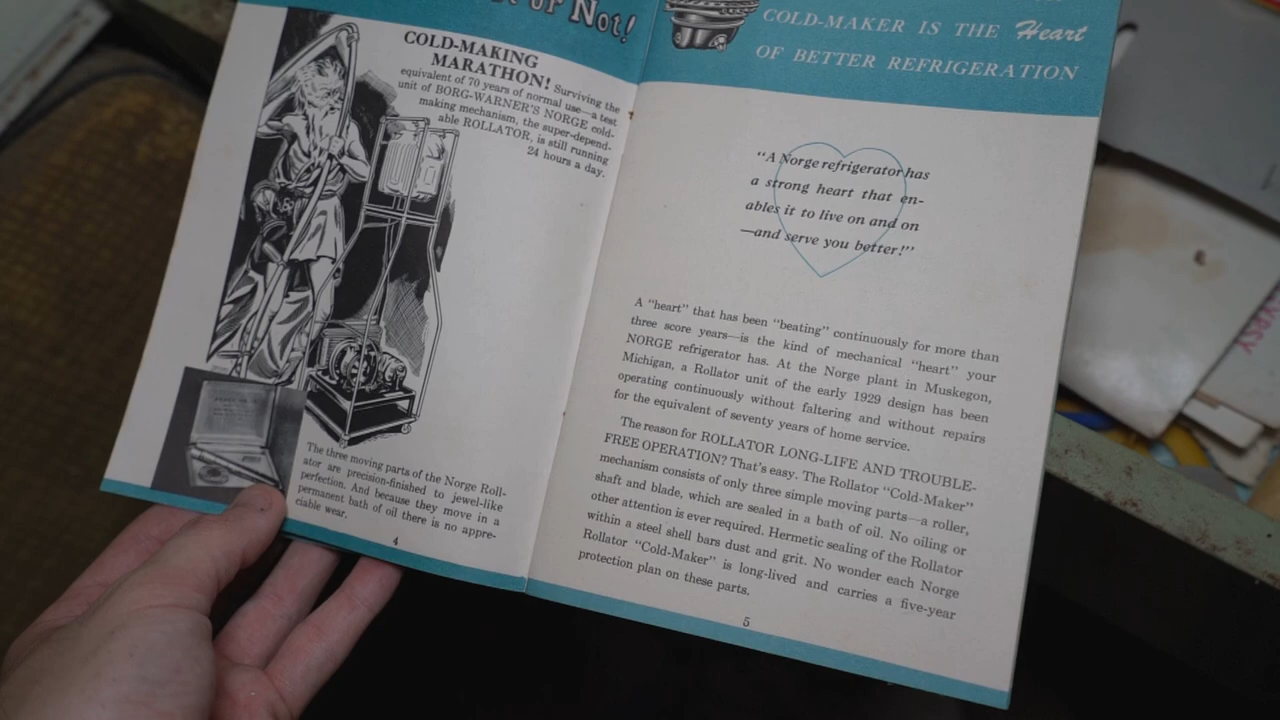 or Not!
COLD-MAKING
MARATHON! Surviving the
equivalent of 70 years of normal use—a test
unit of BORG-WARNER'S NORGE cold-
making mechanism, the super-depend-
able ROLLATOR, is still running
24 hours a day.
The three moving parts of the Norge Roll-
ator are precision-finished to jewel-like
perfection. And because they move in a
permanent bath of oil there is no appre-
ciable wear.
4
COLD-MAKER IS THE Heart
OF BETTER REFRIGERATION
"A Norge refrigerator has
a strong heart that en-
ables it to live on and on
—and serve you better!"
A "heart" that has been "beating" continuously for more than
three score years—is the kind of mechanical "heart" your
NORGE refrigerator has. At the Norge plant in Muskegon,
Michigan, a Rollator unit of the early 1929 design has been
operating continuously without faltering and without repairs
for the equivalent of seventy years of home service.
The reason for ROLLATOR LONG-LIFE AND TROUBLE-
FREE OPERATION? That's easy. The Rollator "Cold-Maker"
mechanism consists of only three simple moving parts—a roller,
shaft and blade, which are sealed in a bath of oil. No oiling or
other attention is ever required. Hermetic sealing of the Rollator
within a steel shell bars dust and grit. No wonder each Norge
Rollator "Cold-Maker" is long-lived and carries a five-year
protection plan on these parts.
5